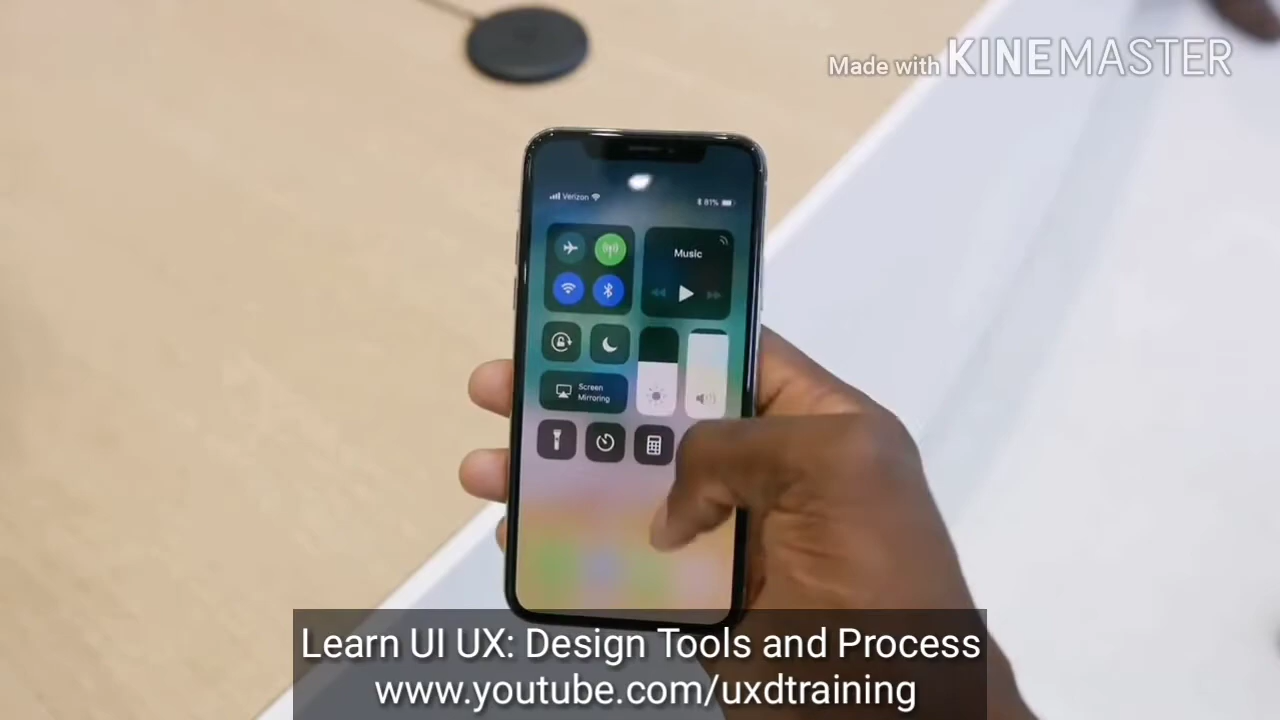 Made with KINEMASTER
Verizon
81%
Music
Screen
Mirroring
Learn UI UX: Design Tools and Process
www.youtube.com/uxdtraining